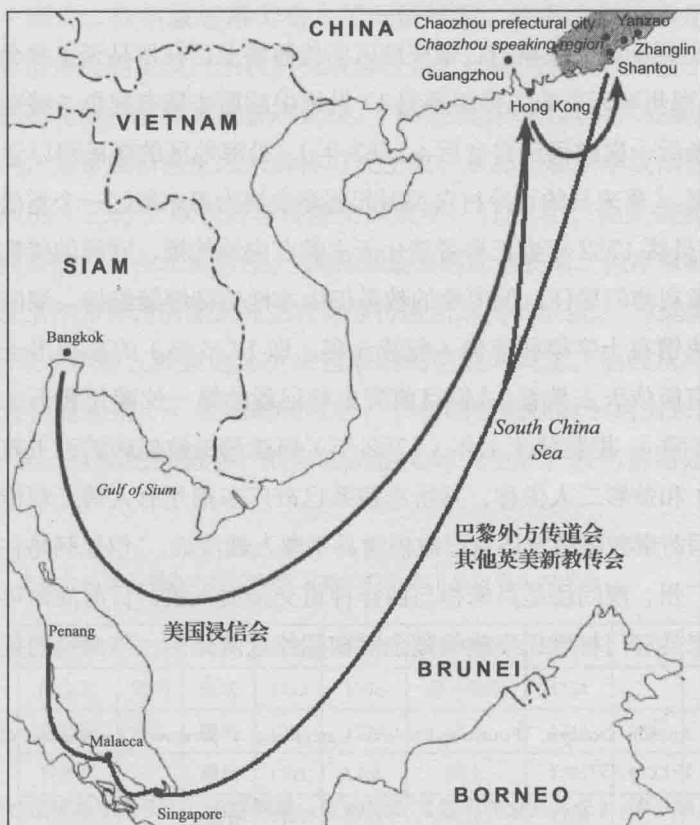 CHINA
Chaozhou prefectural city
Yanzao
Chaozhou speaking region
Zhanglin
Shantou
Guangzhou
Hong Kong
VIETNAM
SIAM
Bangkok
South China
Sea
Gulf of Siam
巴黎外方传道会
其他英美新教传会
美国浸信会
Penang
BRUNEI
Malacca
BORNEO
Singapore